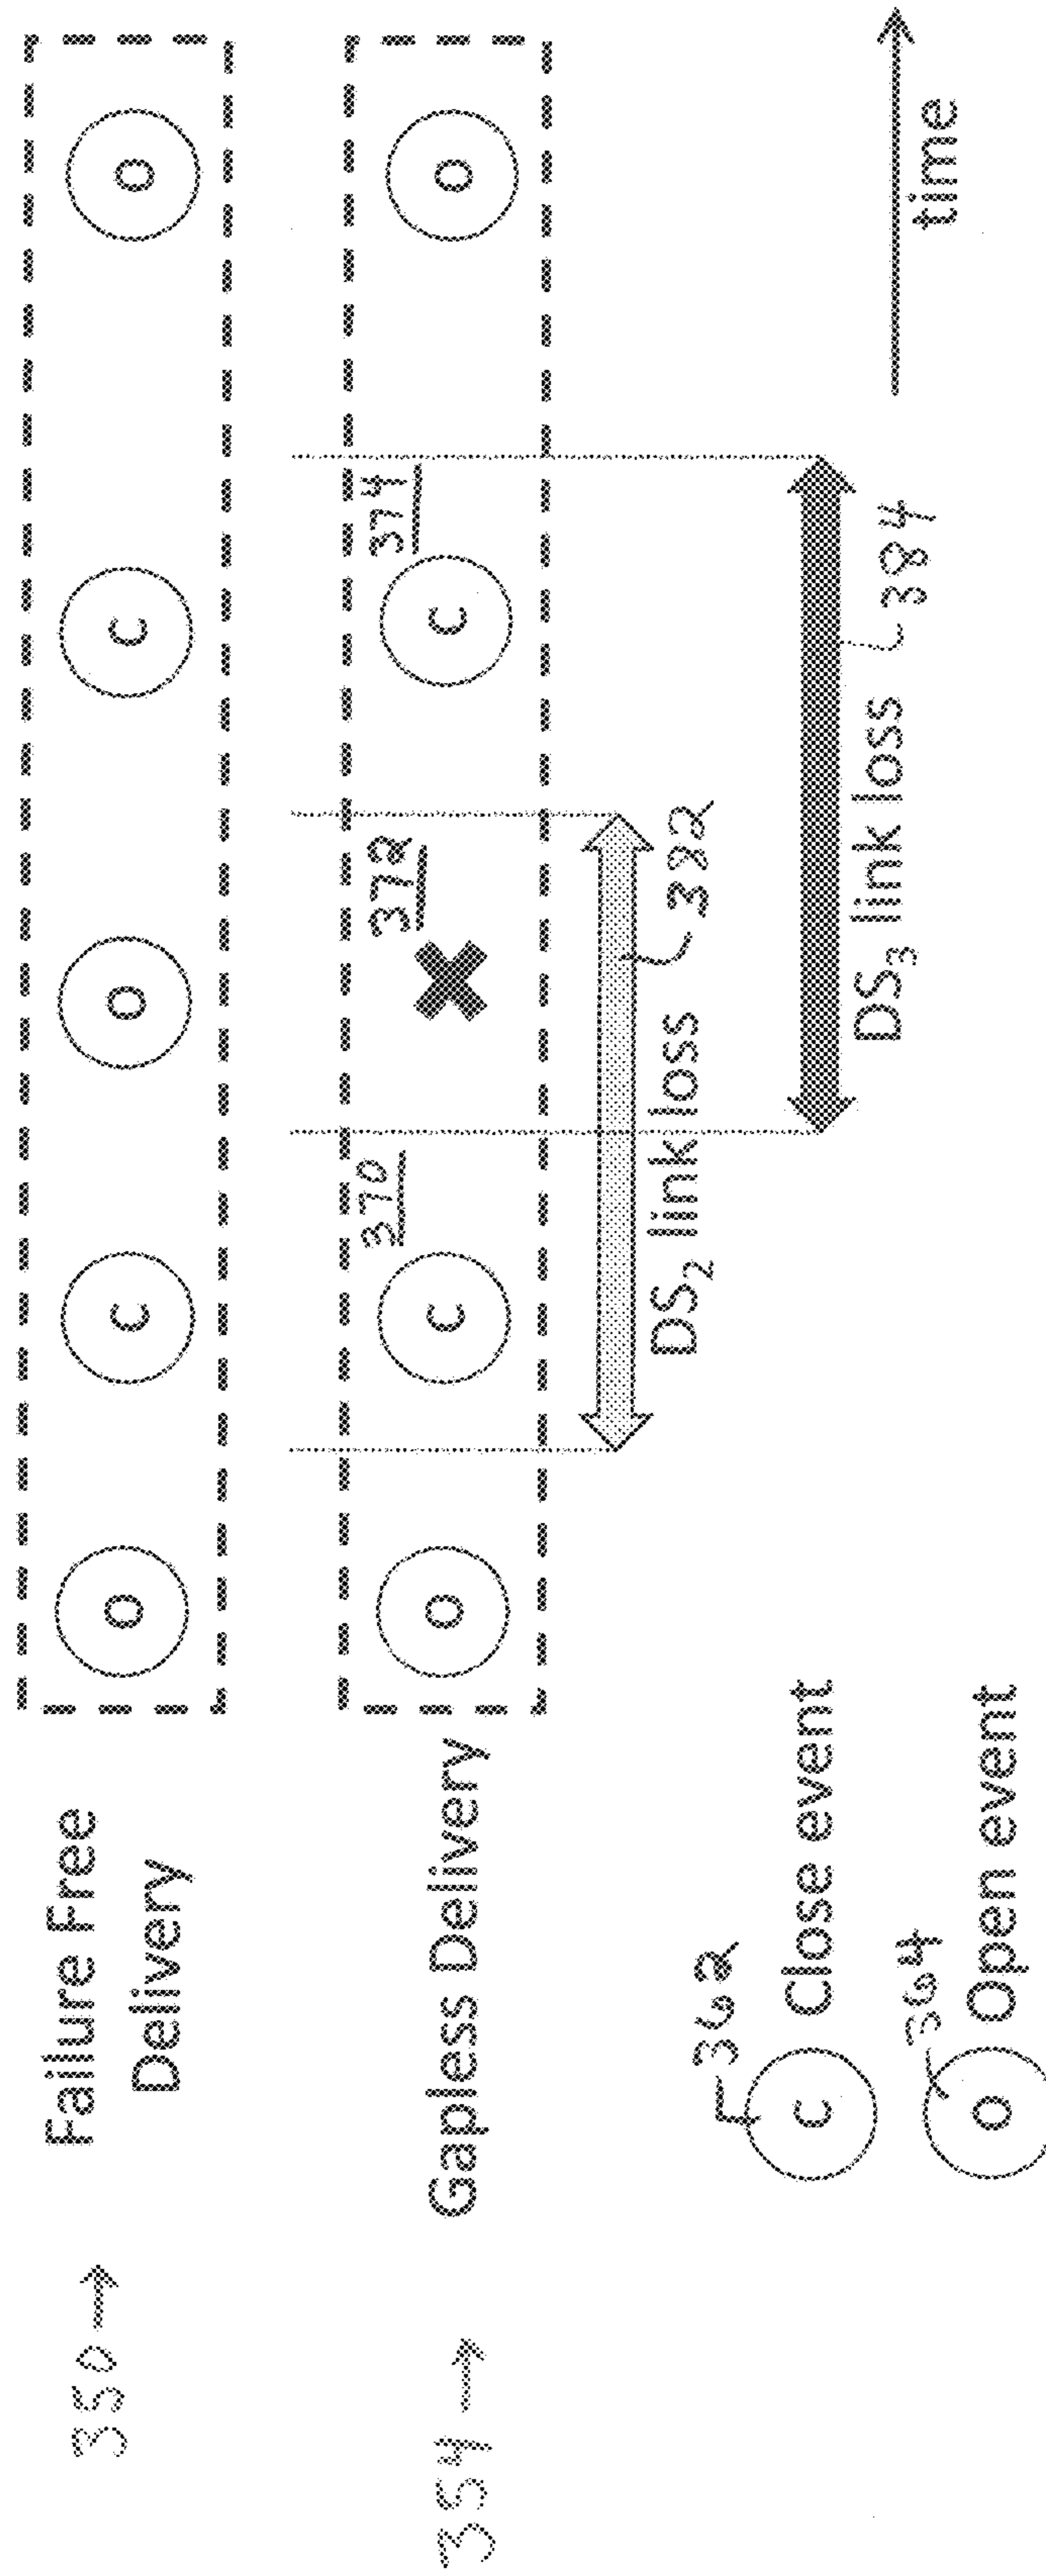 350 → Failure Free
Delivery
O C O C O
354 → Gapless Delivery
370 372 374
O C C O
DS2 link loss 382
DS3 link loss 384
362
C Close event
364
O Open event
time